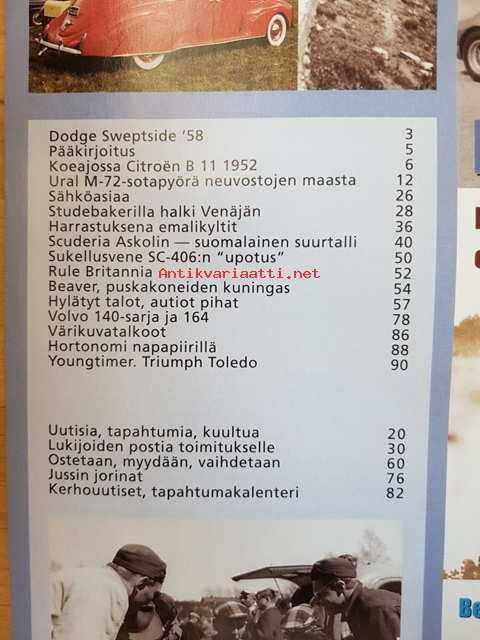 Dodge Sweptside ‘58 3
Pääkirjoitus 5
Koeajossa Citroën B 11 1952 6
Ural M-72-sotapyörä neuvostojen maasta 12
Sähköasiaa 26
Studebakerilla halki Venäjän 28
Harrastuksena emalikyltit 36
Scuderia Askolin — suomalainen suurtalli 40
Sukellusvene SC-406:n “upotus” 50
Rule Britannia 52
Antikvariaatti.net
Beaver, puskakoneiden kuningas 54
Hylätyt talot, autiot pihat 57
Volvo 140-sarja ja 164 78
Värikuvatalkoot 86
Hortonomi napapiirillä 88
Youngtimer. Triumph Toledo 90
Uutisia, tapahtumia, kuultua 20
Lukijoiden postia toimitukselle 30
Ostetaan, myydään, vaihdetaan 60
Jussin jorinat 76
Kerhouutiset, tapahtumakalenteri 82
Be